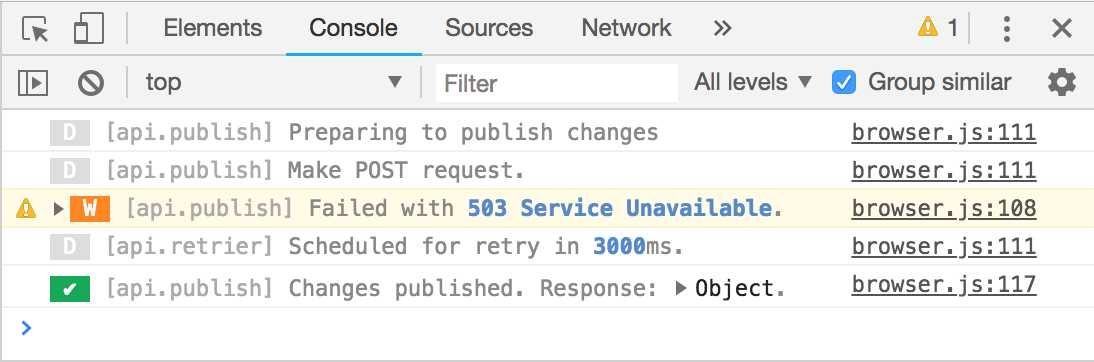 Elements Console Sources Network » 1
top Filter All levels Group similar
D [api.publish] Preparing to publish changes browser.js:111
D [api.publish] Make POST request. browser.js:111
W [api.publish] Failed with 503 Service Unavailable. browser.js:108
D [api.retrier] Scheduled for retry in 3000ms. browser.js:111
✔ [api.publish] Changes published. Response: ▶Object. browser.js:117